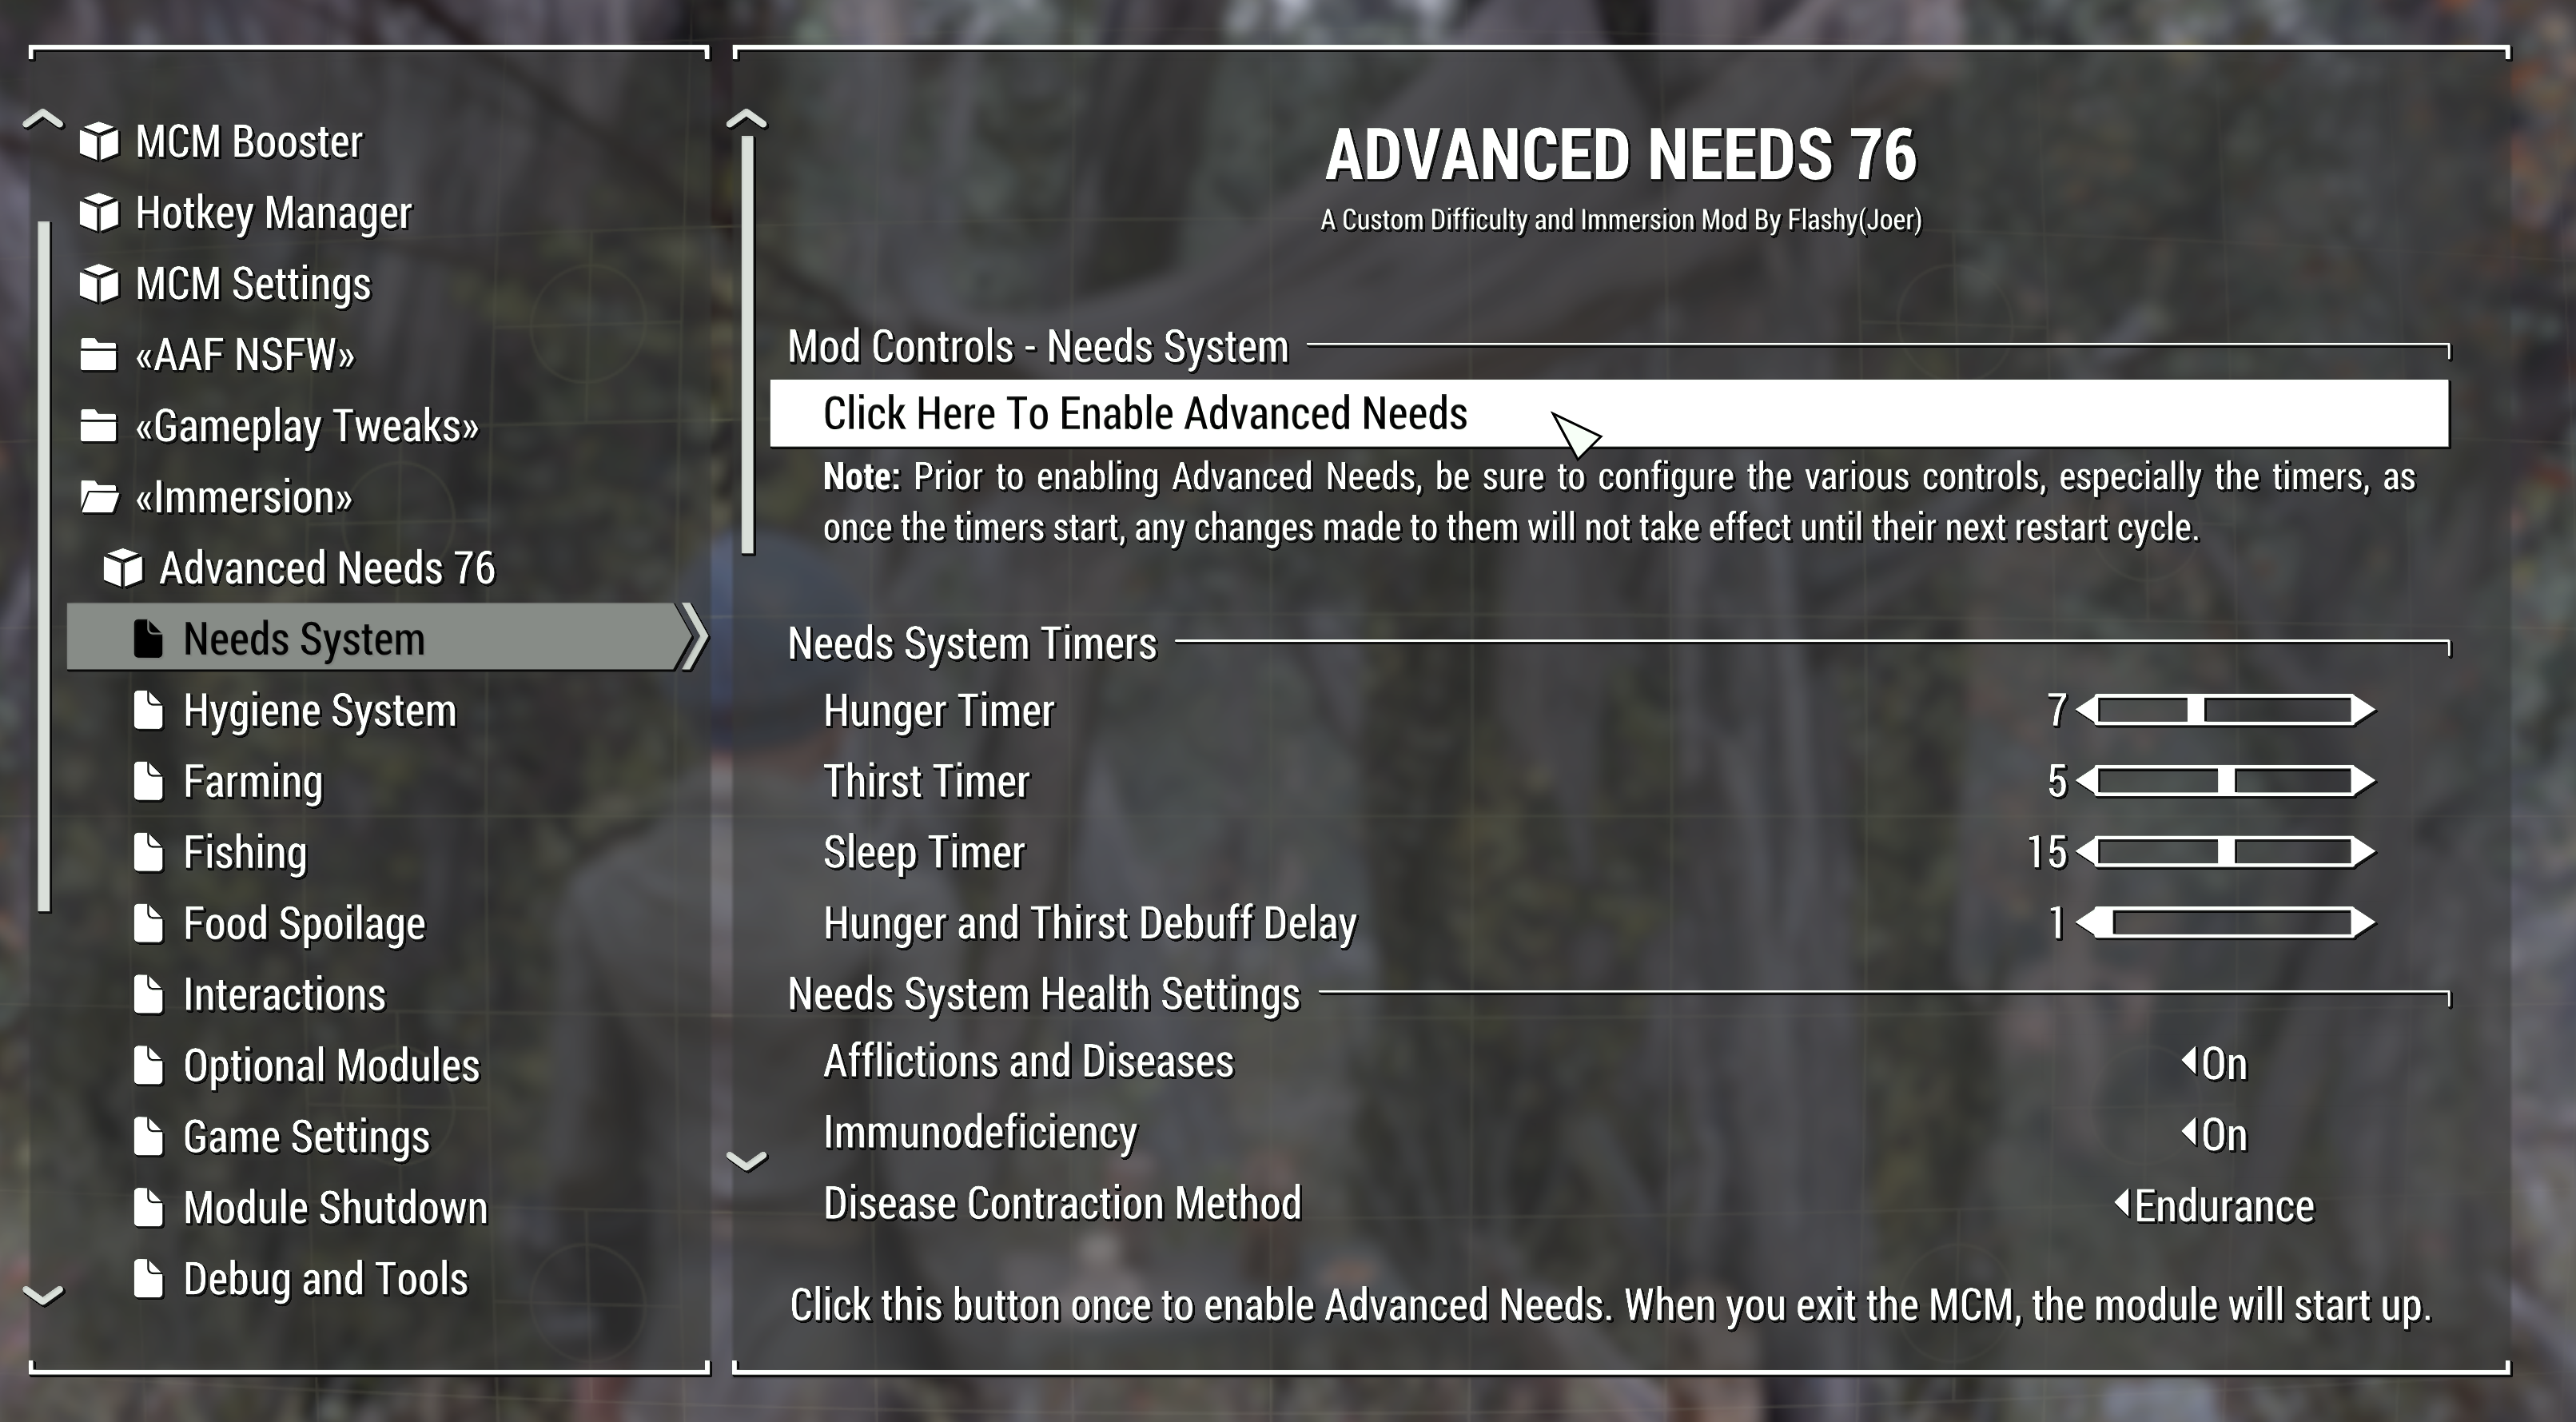 MCM Booster
Hotkey Manager
MCM Settings
«AAF NSFW»
«Gameplay Tweaks»
«Immersion»
Advanced Needs 76
Needs System
Hygiene System
Farming
Fishing
Food Spoilage
Interactions
Optional Modules
Game Settings
Module Shutdown
Debug and Tools
ADVANCED NEEDS 76
A Custom Difficulty and Immersion Mod By Flashy(Joer)
Mod Controls - Needs System
Click Here To Enable Advanced Needs
Note: Prior to enabling Advanced Needs, be sure to configure the various controls, especially the timers, as
once the timers start, any changes made to them will not take effect until their next restart cycle.
Needs System Timers
Hunger Timer 7
Thirst Timer 5
Sleep Timer 15
Hunger and Thirst Debuff Delay 1
Needs System Health Settings
Afflictions and Diseases On
Immunodeficiency On
Disease Contraction Method Endurance
Click this button once to enable Advanced Needs. When you exit the MCM, the module will start up.